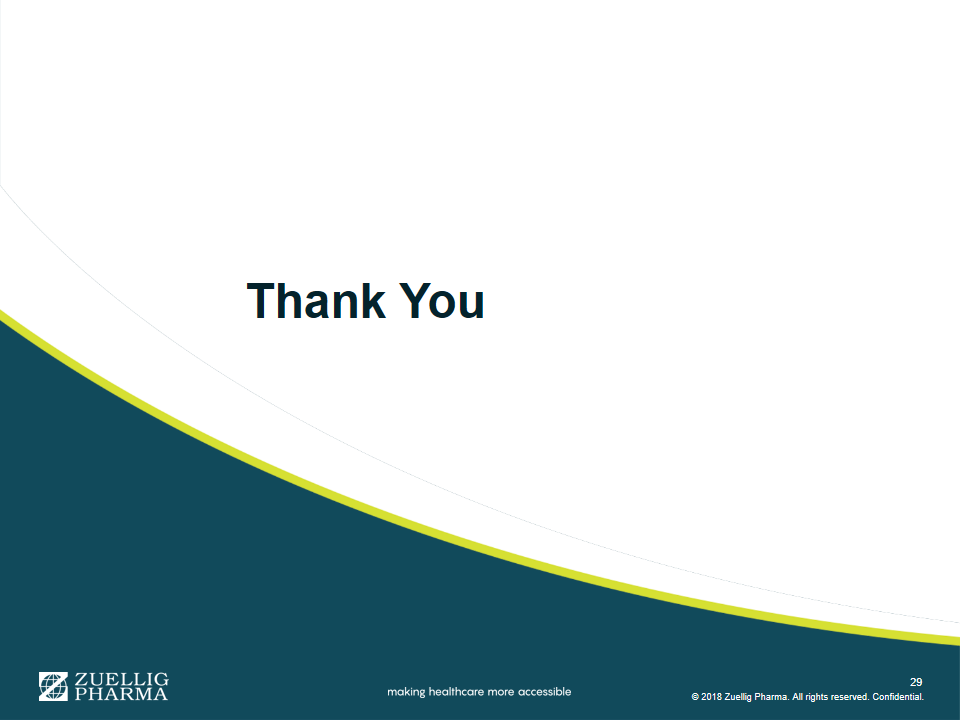 Thank You
ZUELLIG
PHARMA
making healthcare more accessible
29
© 2018 Zuellig Pharma. All rights reserved. Confidential.